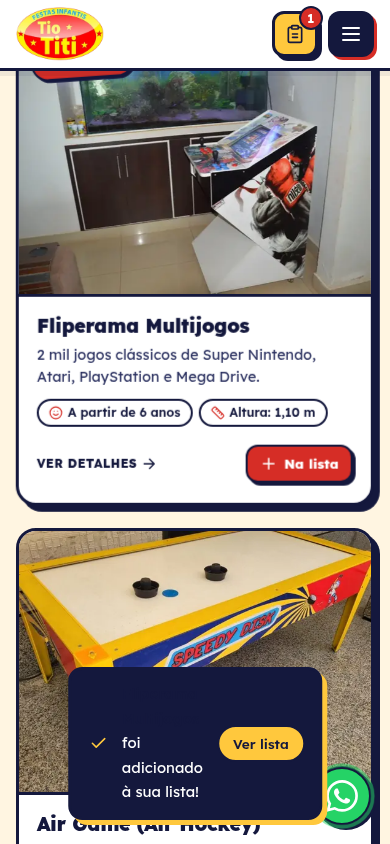 FESTAS INFANTIS
Tio
Titi
1
Fliperama Multijogos
2 mil jogos clássicos de Super Nintendo,
Atari, PlayStation e Mega Drive.
A partir de 6 anos
Altura: 1,10 m
VER DETALHES
Na lista
SPEEDY DISK
foi
adicionado
à sua lista!
Ver lista
Air Game (Air Hockey)